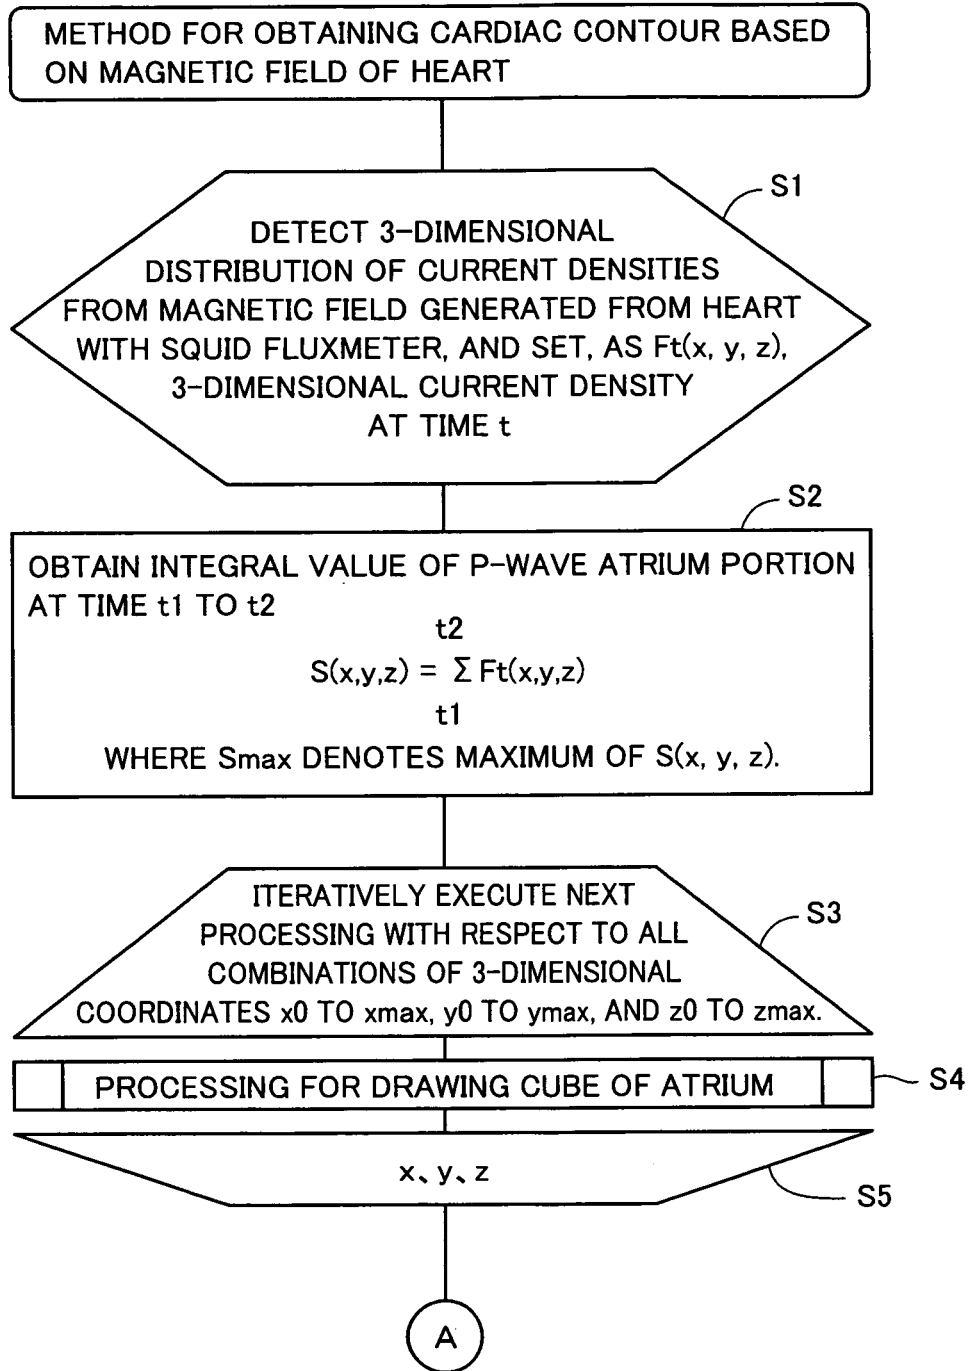 METHOD FOR OBTAINING CARDIAC CONTOUR BASED
ON MAGNETIC FIELD OF HEART
S1
DETECT 3-DIMENSIONAL
DISTRIBUTION OF CURRENT DENSITIES
FROM MAGNETIC FIELD GENERATED FROM HEART
WITH SQUID FLUXMETER, AND SET, AS Ft(x, y, z),
3-DIMENSIONAL CURRENT DENSITY
AT TIME t
S2
OBTAIN INTEGRAL VALUE OF P-WAVE ATRIUM PORTION
AT TIME t1 TO t2
t2
S(x,y,z) = Σ Ft(x,y,z)
t1
WHERE Smax DENOTES MAXIMUM OF S(x, y, z).
S3
ITERATIVELY EXECUTE NEXT
PROCESSING WITH RESPECT TO ALL
COMBINATIONS OF 3-DIMENSIONAL
COORDINATES x0 TO xmax, y0 TO ymax, AND z0 TO zmax.
PROCESSING FOR DRAWING CUBE OF ATRIUM
S4
x、y、z
S5
A